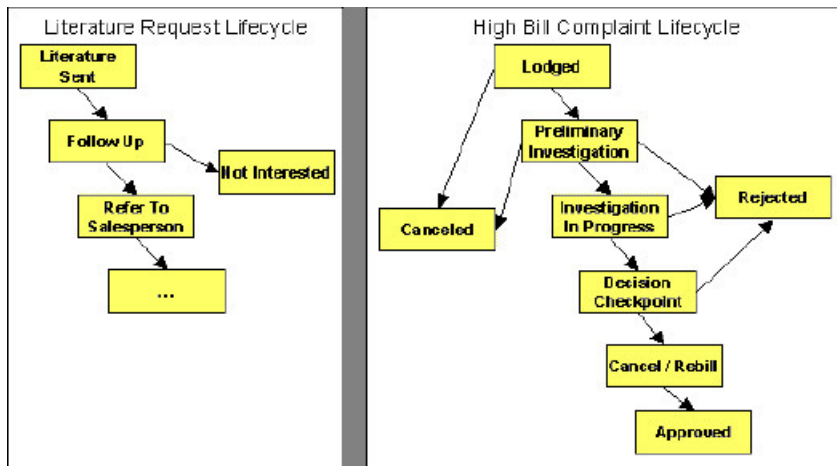 Literature Request Lifecycle
Literature
Sent
Follow Up
Not Interested
Refer To
Salesperson
...
High Bill Complaint Lifecycle
Lodged
Preliminary
Investigation
Rejected
Investigation
In Progress
Canceled
Decision
Checkpoint
Cancel / Rebill
Approved